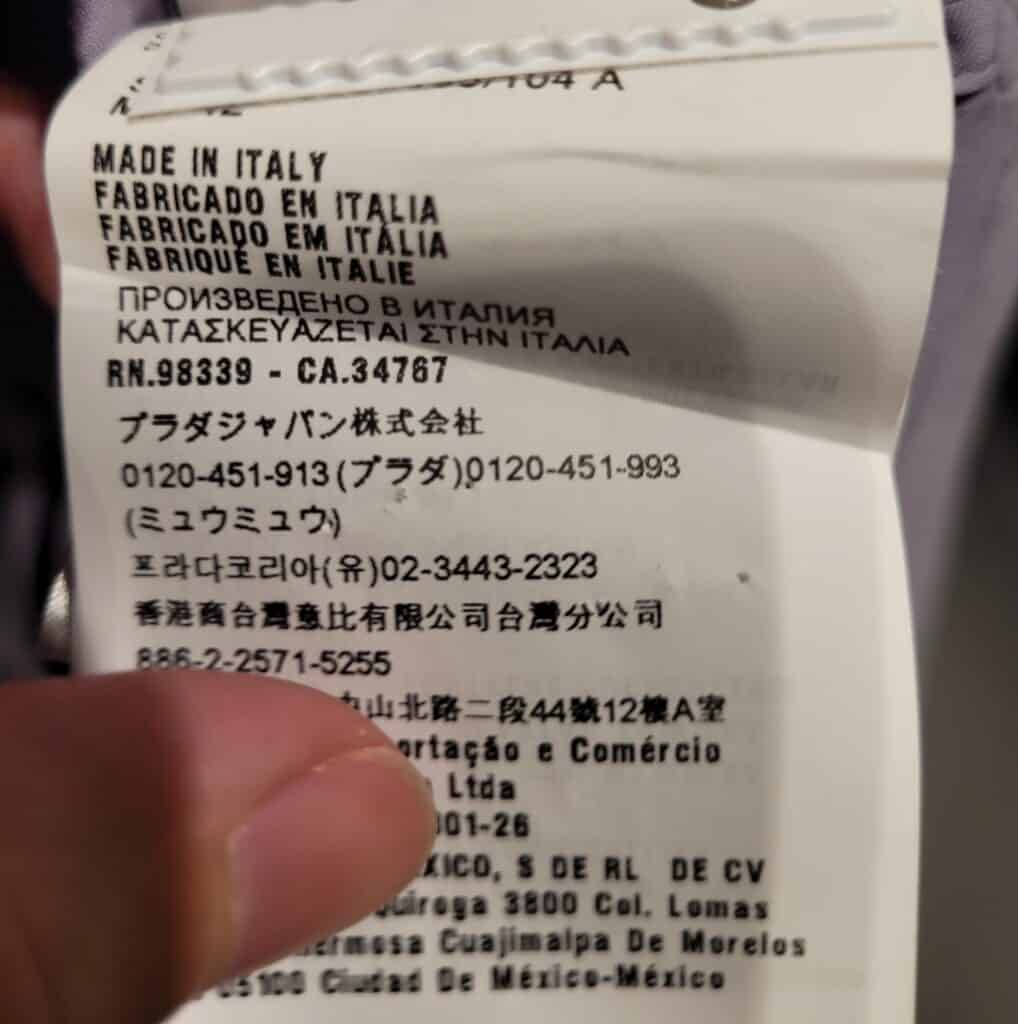 /104 A
MADE IN ITALY
FABRICADO EN ITALIA
FABRICADO EM ITÁLIA
FABRIQUÉ EN ITALIE
ПРОИЗВЕДЕНО В ИТАЛИЯ
ΚΑΤΑΣΚΕΥΑΖΕΤΑΙ ΣΤΗΝ ΙΤΑΛΙΑ
RN.98339 - CA.34767
プラダジャパン株式会社
0120-451-913(プラダ),0120-451-993
(ミュウミュウ)
프라다코리아(유)02-3443-2323
香港商台灣意比有限公司台灣分公司
886-2-2571-5255
山北路二段44號12樓A室
e Comércio
Ltda
01-26
S DE RL DE CV
3800 Col. Lomas
Cuajimalpa De Morelos
05100 Ciudad De México-México